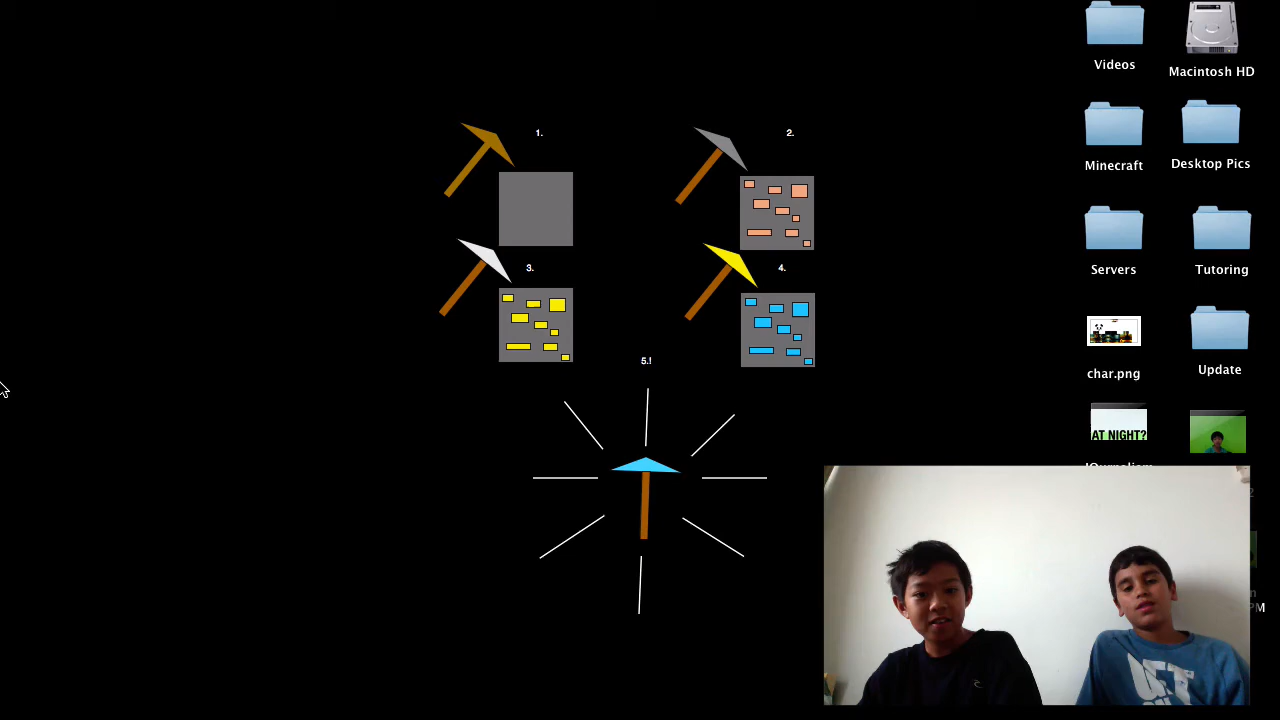 Videos
Macintosh HD
1.
2.
Minecraft
Desktop Pics
3.
4.
Servers
Tutoring
5.!
char.png
Update
AT NIGHT?